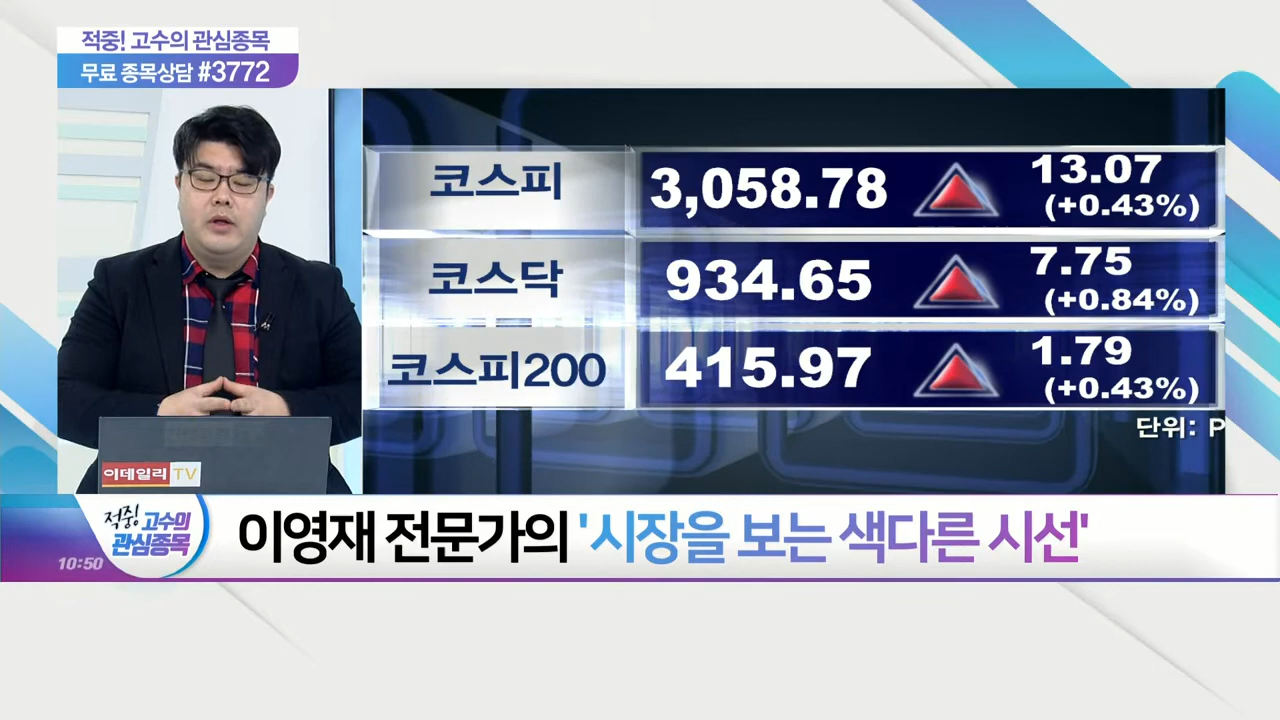 적중! 고수의 관심종목
무료 종목상담 #3772
코스피 3,058.78 ▲ 13.07 (+0.43%)
코스닥 934.65 ▲ 7.75 (+0.84%)
코스피200 415.97 ▲ 1.79 (+0.43%)
단위: P
이데일리 TV
적중! 고수의
관심종목
10:50
이영재 전문가의 '시장을 보는 색다른 시선'